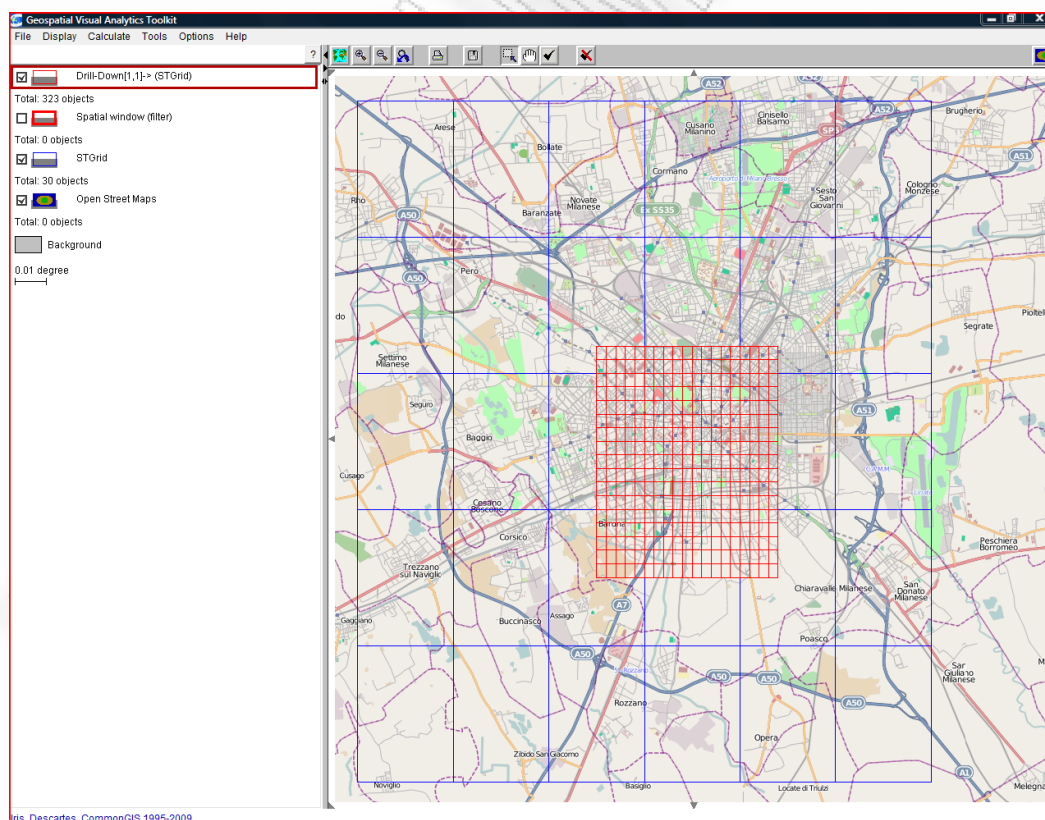 Geospatial Visual Analytics Toolkit
File Display Calculate Tools Options Help
?
Drill-Down[1,1]-> (STGrid)
Total: 323 objects
Spatial window (filter)
Total: 0 objects
STGrid
Total: 30 objects
Open Street Maps
Total: 0 objects
Background
0.01 degree
A52
A52
Brugherio
Cinisello
Balsamo
Cusano
Milanino
SP5
Arese
Bollate
A51
Cormano
Aeroporto di Milano Bresso
Cologno
Monzese
Sesto
San
Giovanni
Rho
Novate
Milanese
A50
Baranzate
Ex SS35
Pero
A50
Segrate
Pioltel
do
Settimo
Milanese
Seguro
A51
Baggio
Cusago
Cesano
Boscone
Barona
Corsico
Peschiera
Borromeo
Trezzano
sul Naviglio
Chiaravalle Milanese
San
Donato
Milanese
A7
Gaggiano
Buccinasco
Assago
Poasco
A50
Rozzano
A50
A50
San
Giuliano
Milanese
M
Rozzano
A50
Opera
Zibido San Giacomo
A1
Noviglio
Basiglio
Locate di Triulzi
Melegna
Iris, Descartes, CommonGIS 1995-2009